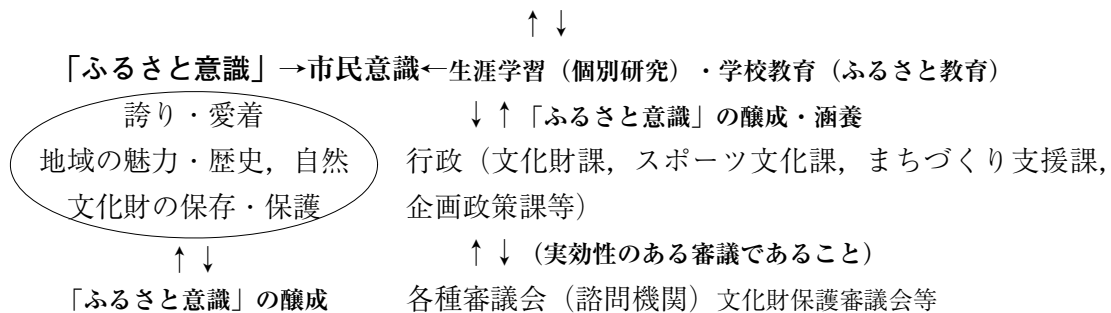 ↑ ↓
「ふるさと意識」→市民意識←生涯学習（個別研究）・学校教育（ふるさと教育）
誇り・愛着
↓ ↑「ふるさと意識」の醸成・涵養
地域の魅力・歴史，自然
行政（文化財課，スポーツ文化課，まちづくり支援課，
文化財の保存・保護
企画政策課等）
↑ ↓
↑ ↓（実効性のある審議であること）
「ふるさと意識」の醸成
各種審議会（諮問機関）文化財保護審議会等